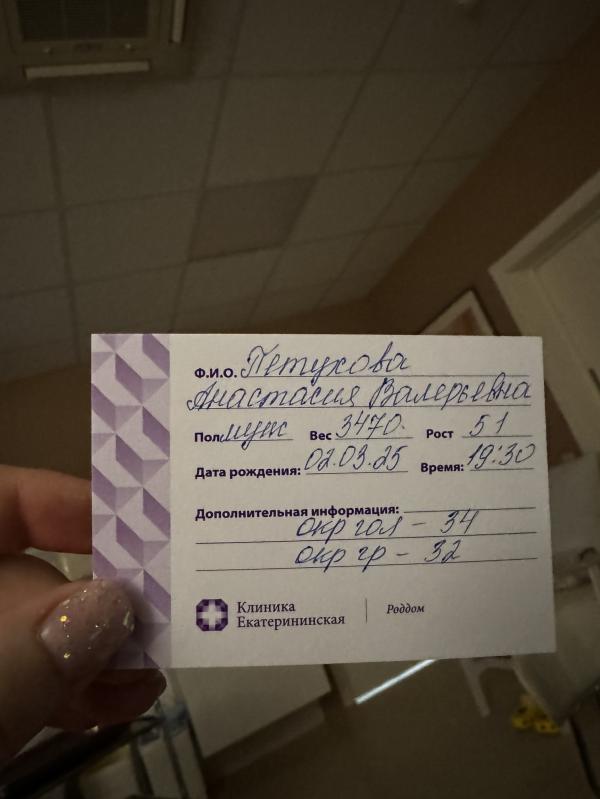 Ф.И.О. Петухова
Анастасия Валерьевна
Пол муж Вес 3470. Рост 51
Дата рождения: 02.03.25 Время: 19:30
Дополнительная информация:
окр гол - 34
окр гр - 32
Клиника
Екатерининская
Роддом